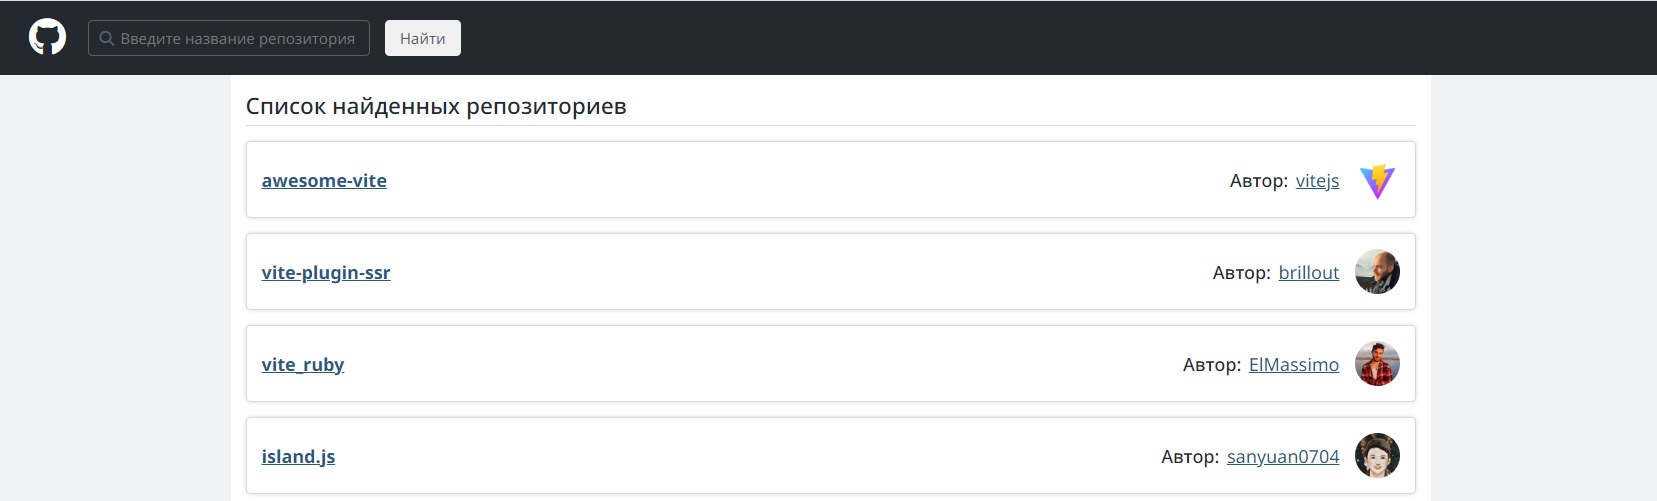 Введите название репозитория Найти
Список найденных репозиториев
awesome-vite Автор: vitejs
vite-plugin-ssr Автор: brillout
vite_ruby Автор: ElMassimo
island.js Автор: sanyuan0704